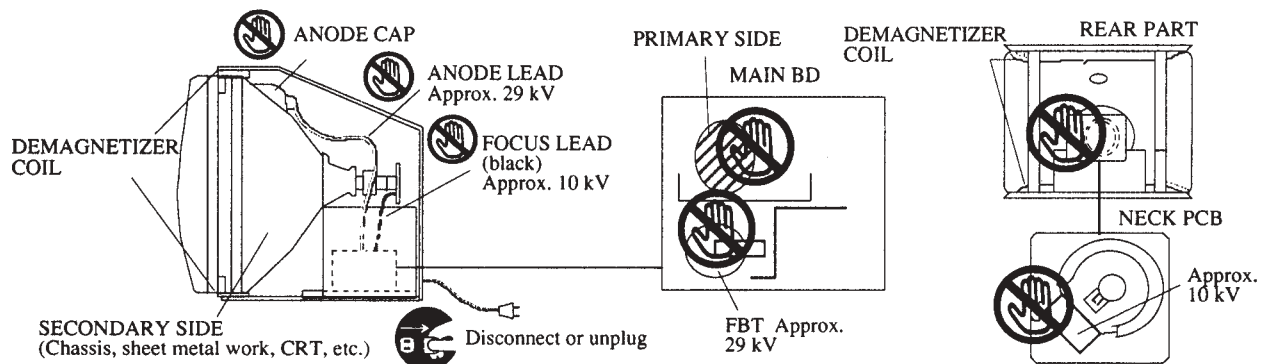 ANODE CAP
ANODE LEAD
Approx. 29 kV
FOCUS LEAD
(black)
Approx. 10 kV
DEMAGNETIZER
COIL
SECONDARY SIDE
(Chassis, sheet metal work, CRT, etc.)
Disconnect or unplug
PRIMARY SIDE
MAIN BD
FBT Approx.
29 kV
DEMAGNETIZER
COIL
REAR PART
NECK PCB
Approx.
10 kV